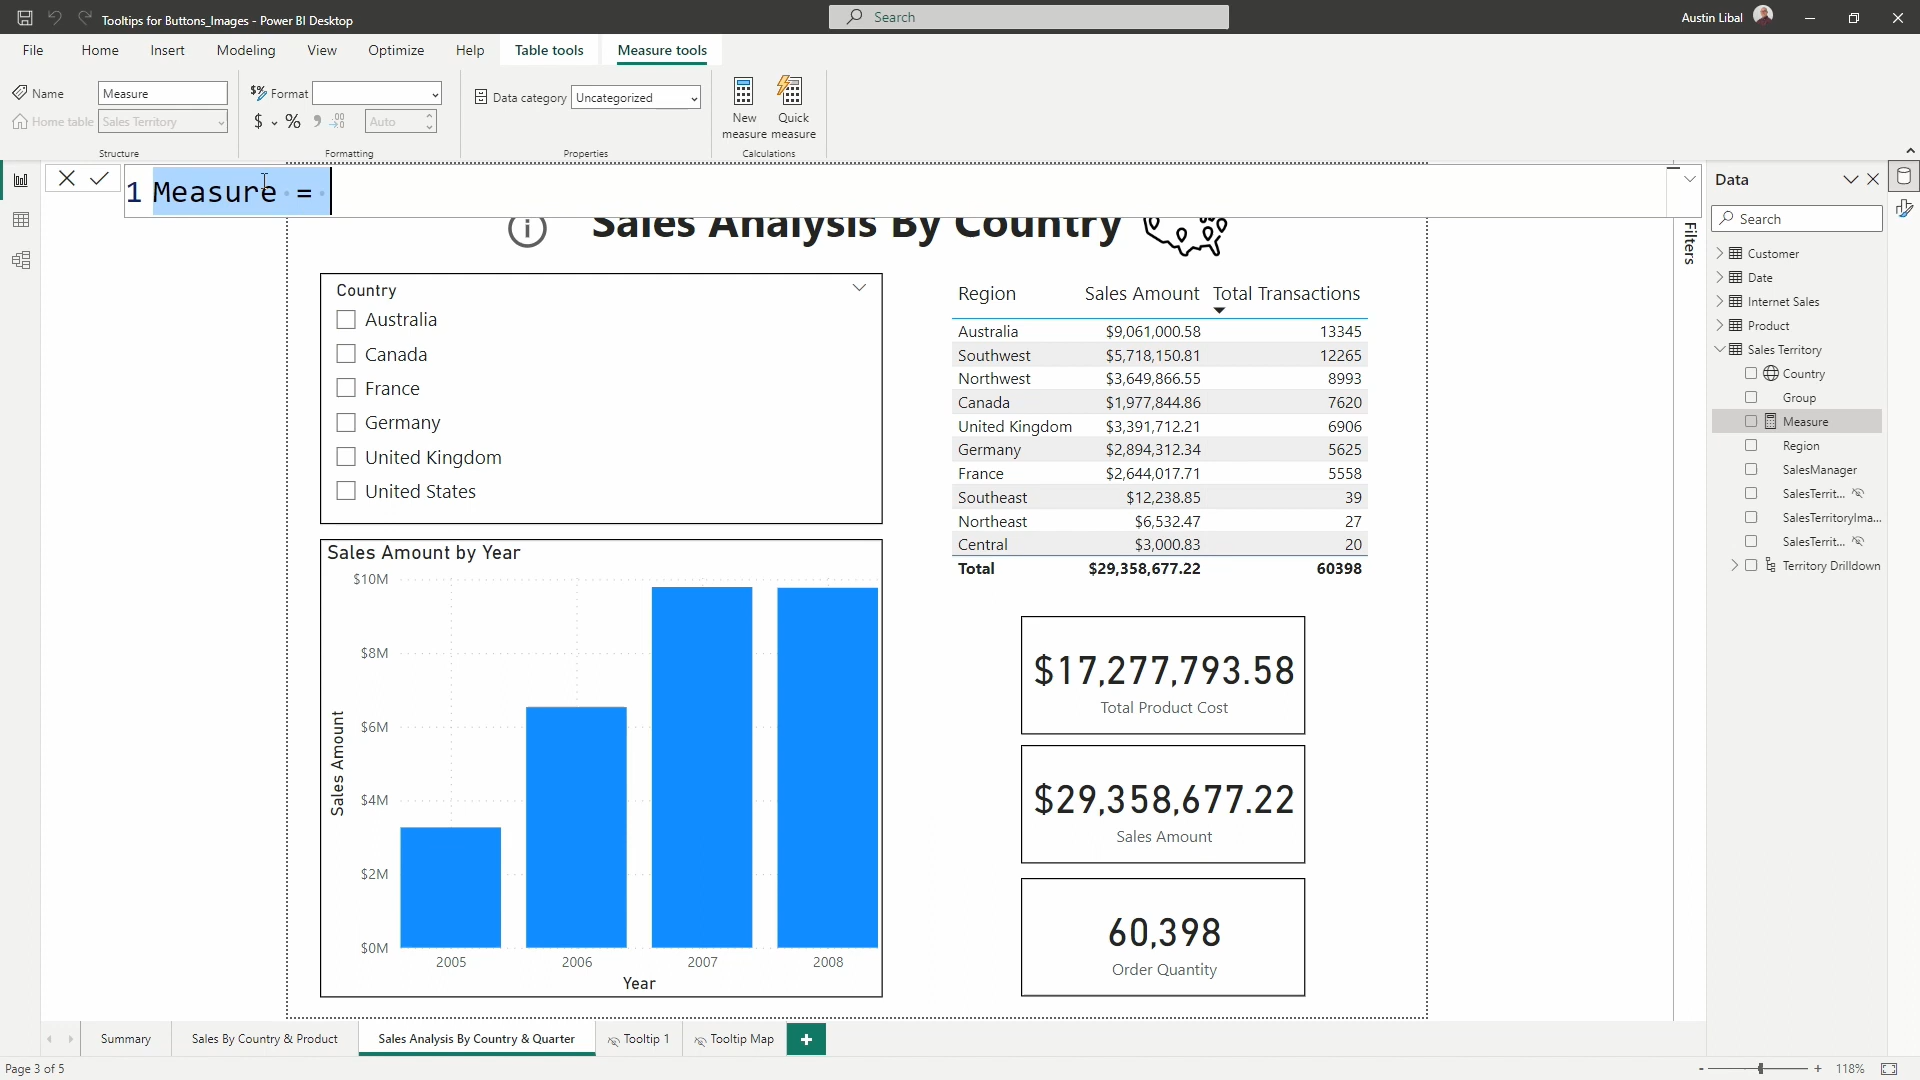 Tooltips for Buttons_Images - Power BI Desktop
Search
Austin Libal
File Home Insert Modeling View Optimize Help Table tools Measure tools
Name Measure
Home table Sales Territory
Structure
$% Format
$ % Auto
Formatting
Data category Uncategorized
Properties
New measure
Quick measure
Calculations
1 Measure =
Sales Analysis By Country
Country
Australia
Canada
France
Germany
United Kingdom
United States
Region Sales Amount Total Transactions
Australia $9,061,000.58 13345
Southwest $5,718,150.81 12265
Northwest $3,649,866.55 8993
Canada $1,977,844.86 7620
United Kingdom $3,391,712.21 6906
Germany $2,894,312.34 5625
France $2,644,017.71 5558
Southeast $12,238.85 39
Northeast $6,532.47 27
Central $3,000.83 20
Total $29,358,677.22 60398
Sales Amount by Year
$10M
$8M
$6M
$4M
$2M
$0M
Sales Amount
2005 2006 2007 2008
Year
$17,277,793.58
Total Product Cost
$29,358,677.22
Sales Amount
60,398
Order Quantity
Filters
Data
Search
Customer
Date
Internet Sales
Product
Sales Territory
Country
Group
Measure
Region
SalesManager
SalesTerrit...
SalesTerritoryIma...
SalesTerrit...
Territory Drilldown
Summary
Sales By Country & Product
Sales Analysis By Country & Quarter
Tooltip 1
Tooltip Map
Page 3 of 5
- + 118%